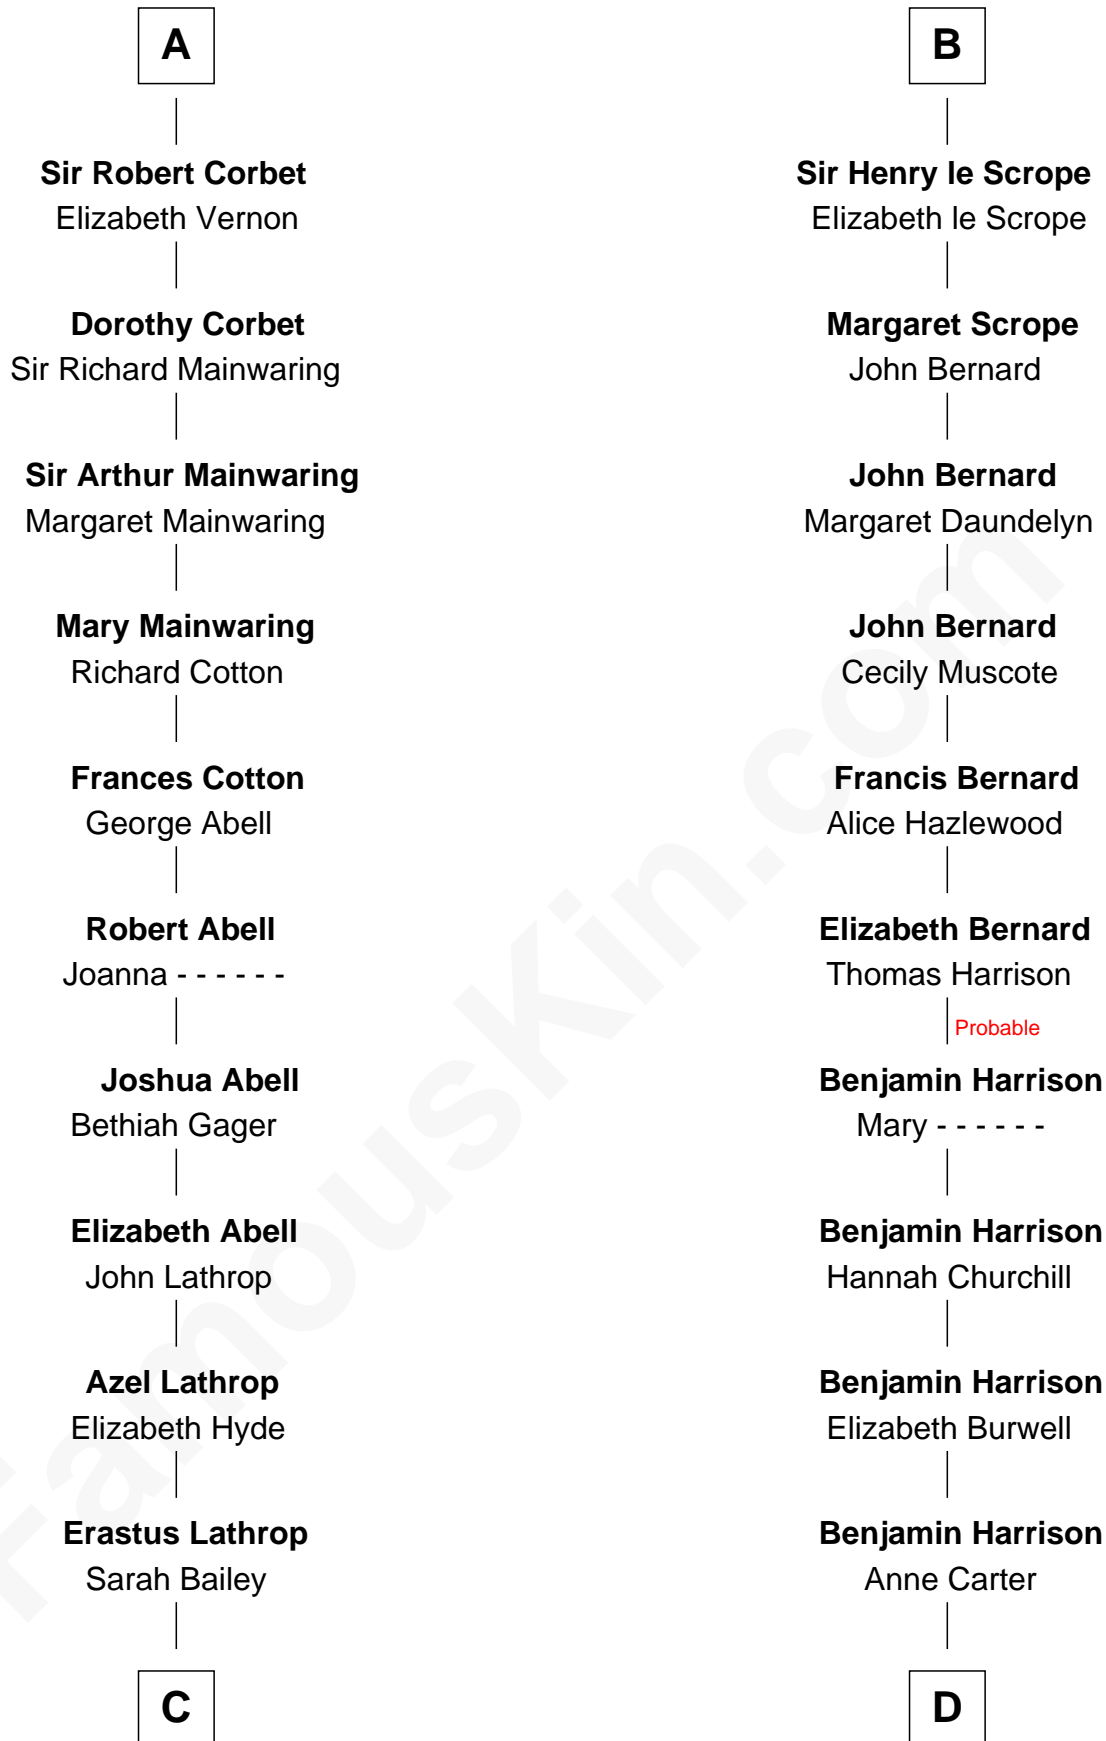 A
Sir Robert Corbet
Elizabeth Vernon
Dorothy Corbet
Sir Richard Mainwaring
Sir Arthur Mainwaring
Margaret Mainwaring
Mary Mainwaring
Richard Cotton
Frances Cotton
George Abell
Robert Abell
Joanna - - - - - -
Joshua Abell
Bethiah Gager
Elizabeth Abell
John Lathrop
Azel Lathrop
Elizabeth Hyde
Erastus Lathrop
Sarah Bailey
C
B
Sir Henry le Scrope
Elizabeth le Scrope
Margaret Scrope
John Bernard
John Bernard
Margaret Daundelyn
John Bernard
Cecily Muscote
Francis Bernard
Alice Hazlewood
Elizabeth Bernard
Thomas Harrison
Probable
Benjamin Harrison
Mary - - - - - -
Benjamin Harrison
Hannah Churchill
Benjamin Harrison
Elizabeth Burwell
Benjamin Harrison
Anne Carter
D
FamousKin.com